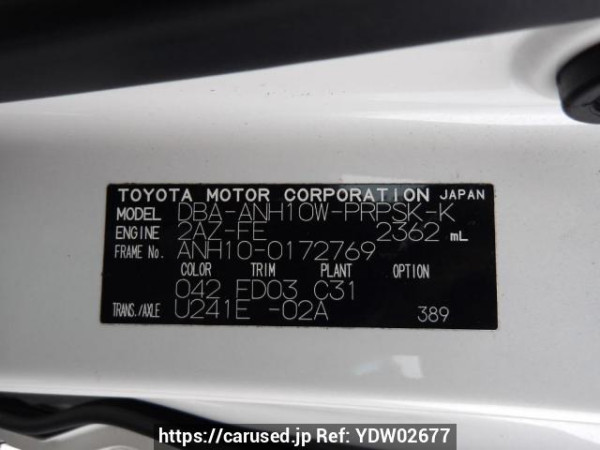 TOYOTA MOTOR CORPORATION JAPAN
MODEL DBA-ANH10W-PRPSK-K
ENGINE 2AZ-FE 2362 mL
FRAME No. ANH10-0172769
COLOR TRIM PLANT OPTION
042 FD03 C31
TRANS./AXLE U241E -02A 389
https://carused.jp Ref: YDW02677